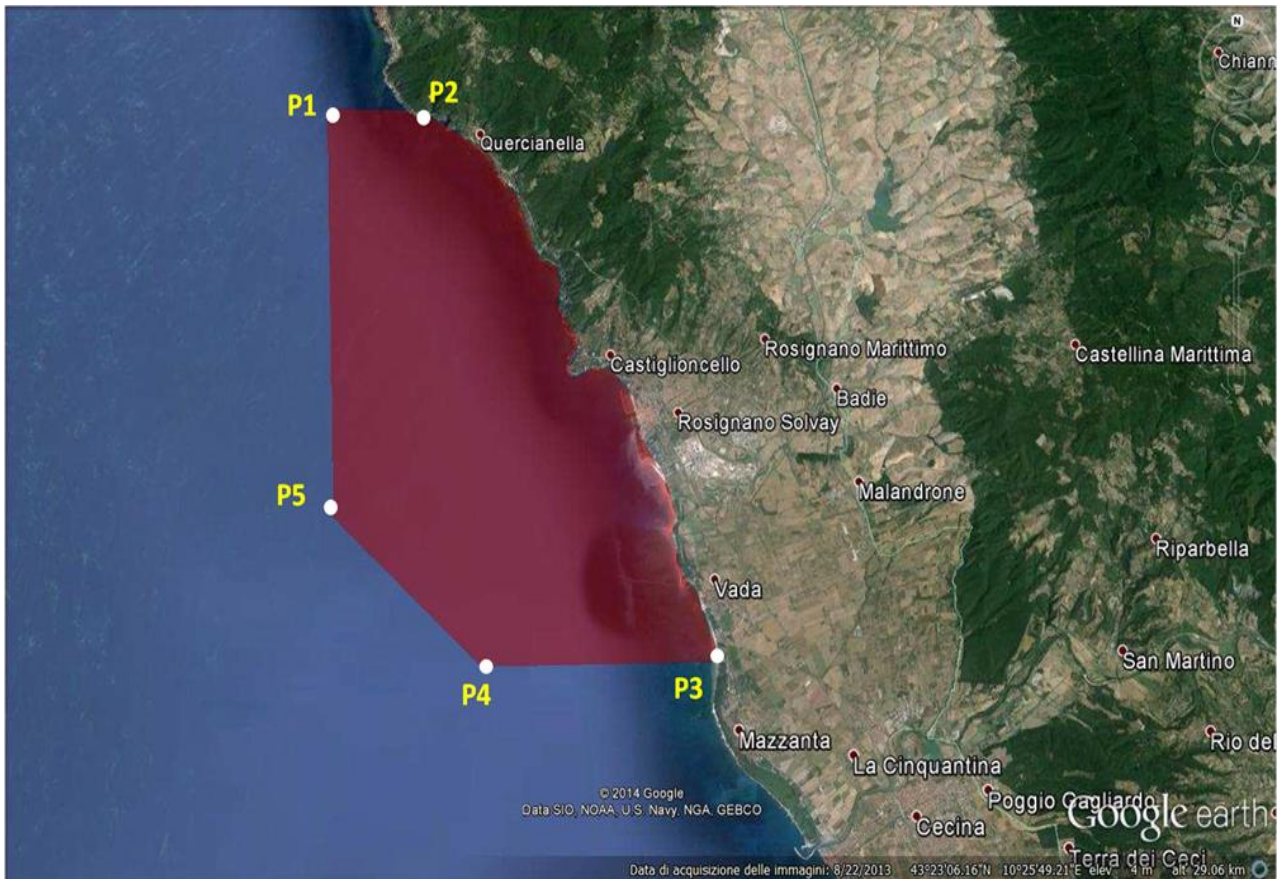 N
Chiann
P1
P2
Quercianella
Castiglioncello
Rosignano Marittimo
Castellina Marittima
Badie
Rosignano Solvay
P5
Malandrone
Riparbella
Vada
San Martino
P4
P3
Mazzanta
Rio del
La Cinquantina
© 2014 Google
Data SIO, NOAA, U.S. Navy, NGA, GEBCO
Poggio Gagliardo
Google earth
Cecina
Terra dei Ceci
Data di acquisizione delle immagini: 8/22/2013 43°23'06.16"N 10°25'49.21"E elev 4 m alt 29.06 km